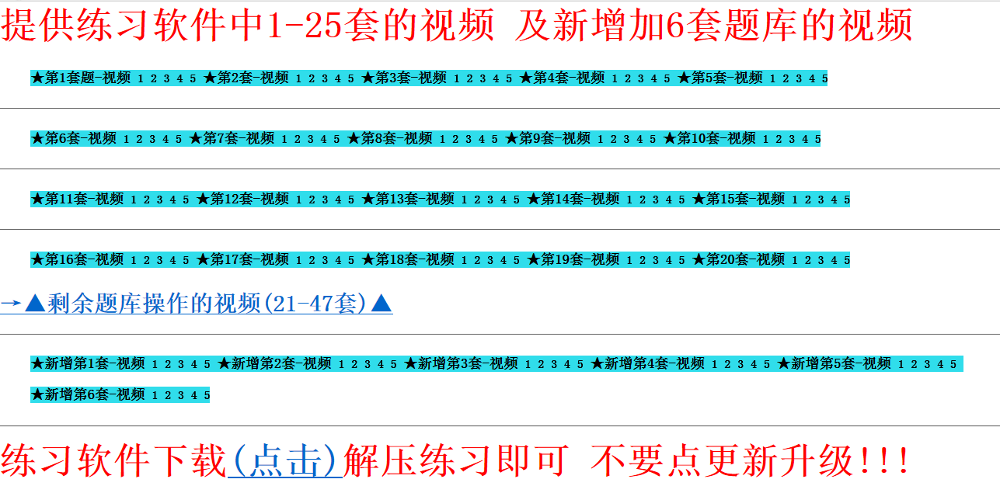 提供练习软件中1-25套的视频 及新增加6套题库的视频
★第1套题-视频 1 2 3 4 5 ★第2套-视频 1 2 3 4 5 ★第3套-视频 1 2 3 4 5 ★第4套-视频 1 2 3 4 5 ★第5套-视频 1 2 3 4 5
★第6套-视频 1 2 3 4 5 ★第7套-视频 1 2 3 4 5 ★第8套-视频 1 2 3 4 5 ★第9套-视频 1 2 3 4 5 ★第10套-视频 1 2 3 4 5
★第11套-视频 1 2 3 4 5 ★第12套-视频 1 2 3 4 5 ★第13套-视频 1 2 3 4 5 ★第14套-视频 1 2 3 4 5 ★第15套-视频 1 2 3 4 5
★第16套-视频 1 2 3 4 5 ★第17套-视频 1 2 3 4 5 ★第18套-视频 1 2 3 4 5 ★第19套-视频 1 2 3 4 5 ★第20套-视频 1 2 3 4 5
→▲剩余题库操作的视频(21-47套)▲
★新增第1套-视频 1 2 3 4 5 ★新增第2套-视频 1 2 3 4 5 ★新增第3套-视频 1 2 3 4 5 ★新增第4套-视频 1 2 3 4 5 ★新增第5套-视频 1 2 3 4 5
★新增第6套-视频 1 2 3 4 5
练习软件下载(点击)解压练习即可 不要点更新升级!!!